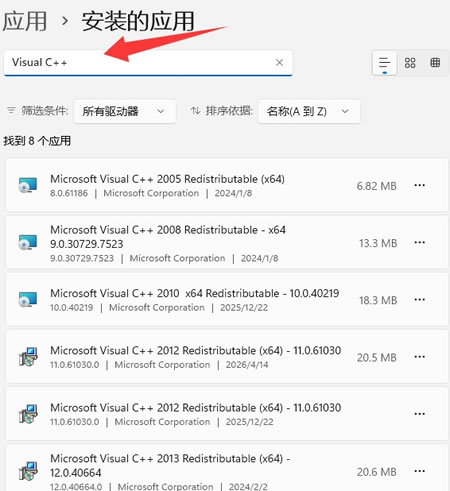 应用 › 安装的应用
Visual C++ ×
筛选条件: 所有驱动器 排序依据: 名称(A 到 Z)
找到 8 个应用
Microsoft Visual C++ 2005 Redistributable (x64)
8.0.61186 | Microsoft Corporation | 2024/1/8
6.82 MB
Microsoft Visual C++ 2008 Redistributable - x64
9.0.30729.7523
9.0.30729.7523 | Microsoft Corporation | 2024/1/8
13.3 MB
Microsoft Visual C++ 2010 x64 Redistributable - 10.0.40219
10.0.40219 | Microsoft Corporation | 2025/12/22
18.3 MB
Microsoft Visual C++ 2012 Redistributable (x64) - 11.0.61030
11.0.61030.0 | Microsoft Corporation | 2026/4/14
20.5 MB
Microsoft Visual C++ 2012 Redistributable (x64) - 11.0.61030
11.0.61030.0 | Microsoft Corporation | 2025/12/22
Microsoft Visual C++ 2013 Redistributable (x64) -
12.0.40664
12.0.40664.0 | Microsoft Corporation | 2024/2/2
20.6 MB